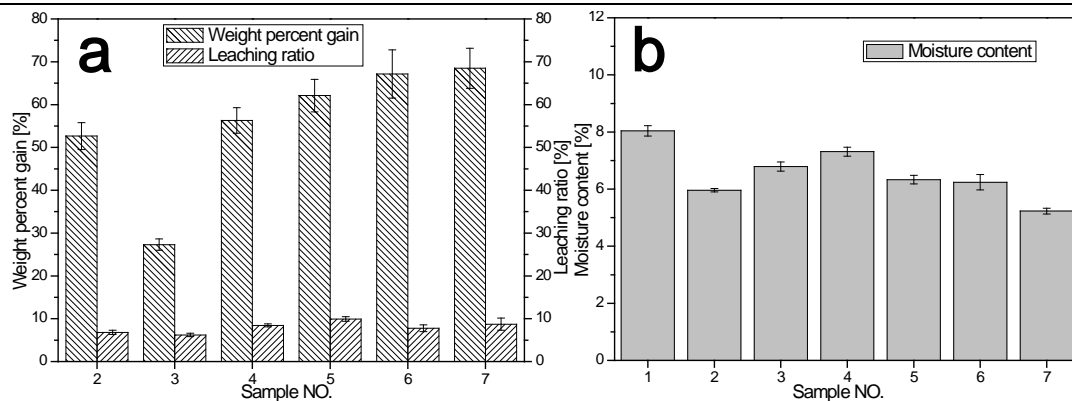 a
Weight percent gain
Leaching ratio
80
70
60
50
40
30
20
10
0
Weight percent gain [%]
2 3 4 5 6 7
Sample NO.
80
70
60
50
40
30
20
10
0
Leaching ratio [%]
b
Moisture content
12
10
8
6
4
2
0
Moisture content [%]
1 2 3 4 5 6 7
Sample NO.